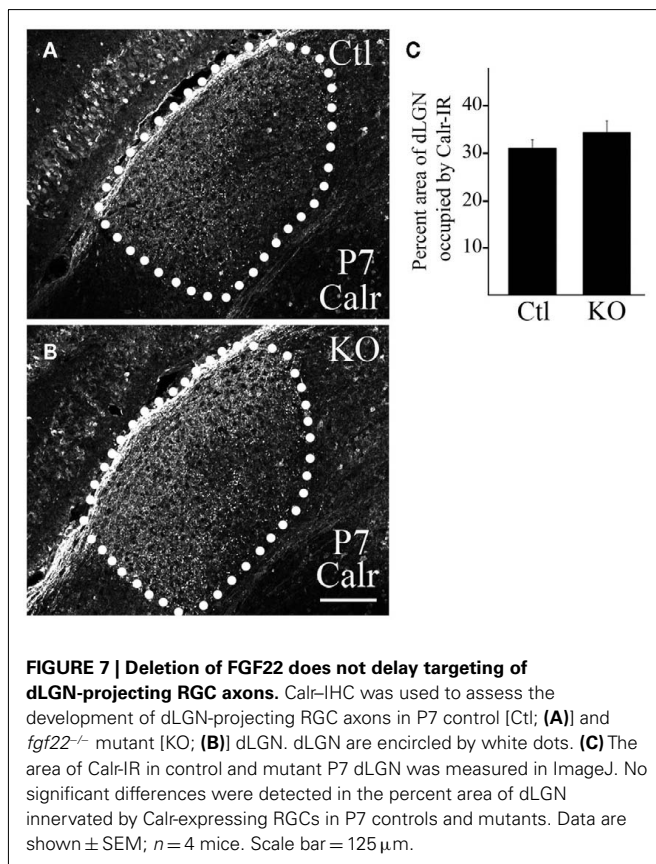 A
Ctl
P7
Calr
B
KO
P7
Calr
C
Percent area of dLGN
occupied by Calr-IR
40
30
20
10
Ctl
KO
FIGURE 7 | Deletion of FGF22 does not delay targeting of
dLGN-projecting RGC axons. Calr–IHC was used to assess the
development of dLGN-projecting RGC axons in P7 control [Ctl; (A)] and
fgf22−/− mutant [KO; (B)] dLGN. dLGN are encircled by white dots. (C) The
area of Calr-IR in control and mutant P7 dLGN was measured in ImageJ. No
significant differences were detected in the percent area of dLGN
innervated by Calr-expressing RGCs in P7 controls and mutants. Data are
shown ± SEM; n = 4 mice. Scale bar = 125 μm.